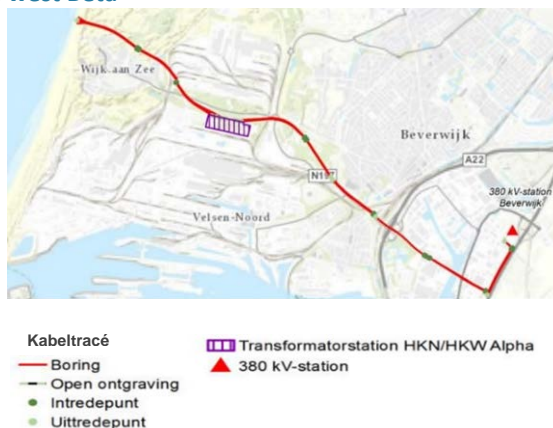 Wijk aan Zee
Beverwijk
A22
N197
380 kV-station
Beverwijk
Velsen-Noord
Kabeltracé
Boring
Open ontgraving
Intredepunt
Uittredepunt
Transformatorstation HKN/HKW Alpha
380 kV-station